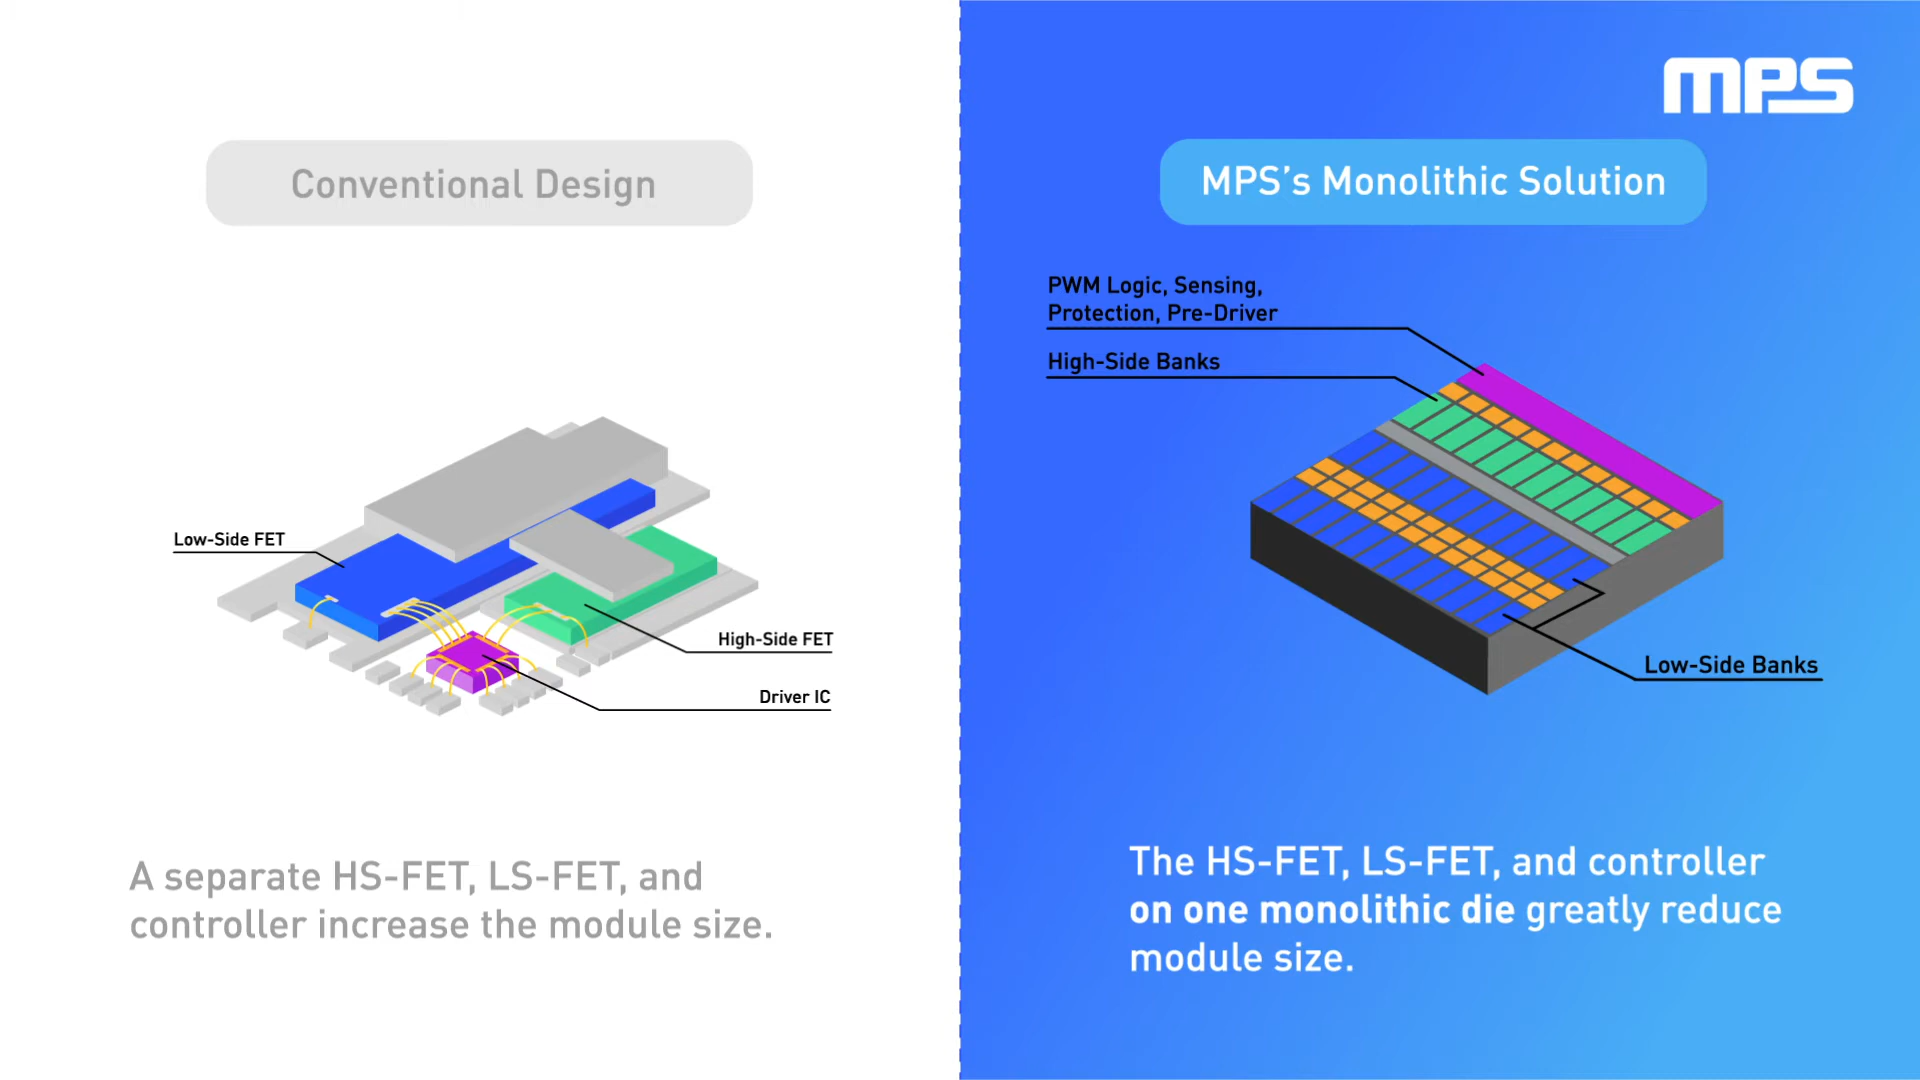 MPS
Conventional Design
Low-Side FET
High-Side FET
Driver IC
A separate HS-FET, LS-FET, and
controller increase the module size.
MPS’s Monolithic Solution
PWM Logic, Sensing,
Protection, Pre-Driver
High-Side Banks
Low-Side Banks
The HS-FET, LS-FET, and controller
on one monolithic die greatly reduce
module size.